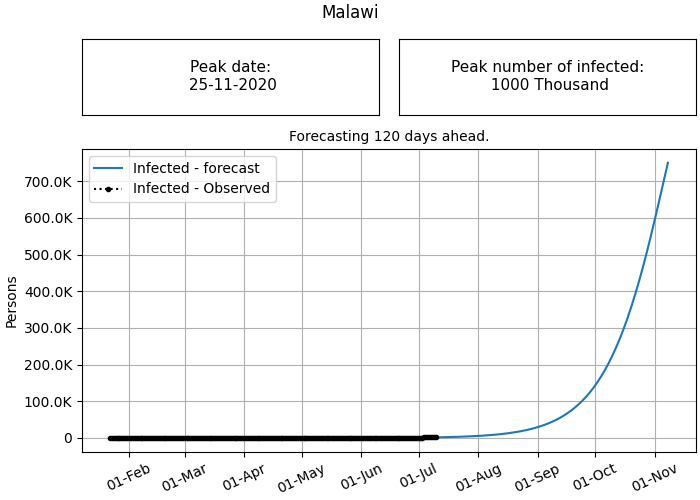 Malawi
Peak date:
25-11-2020
Peak number of infected:
1000 Thousand
Forecasting 120 days ahead.
Infected - forecast
Infected - Observed
Persons
700.0K
600.0K
500.0K
400.0K
300.0K
200.0K
100.0K
0
01-Feb
01-Mar
01-Apr
01-May
01-Jun
01-Jul
01-Aug
01-Sep
01-Oct
01-Nov